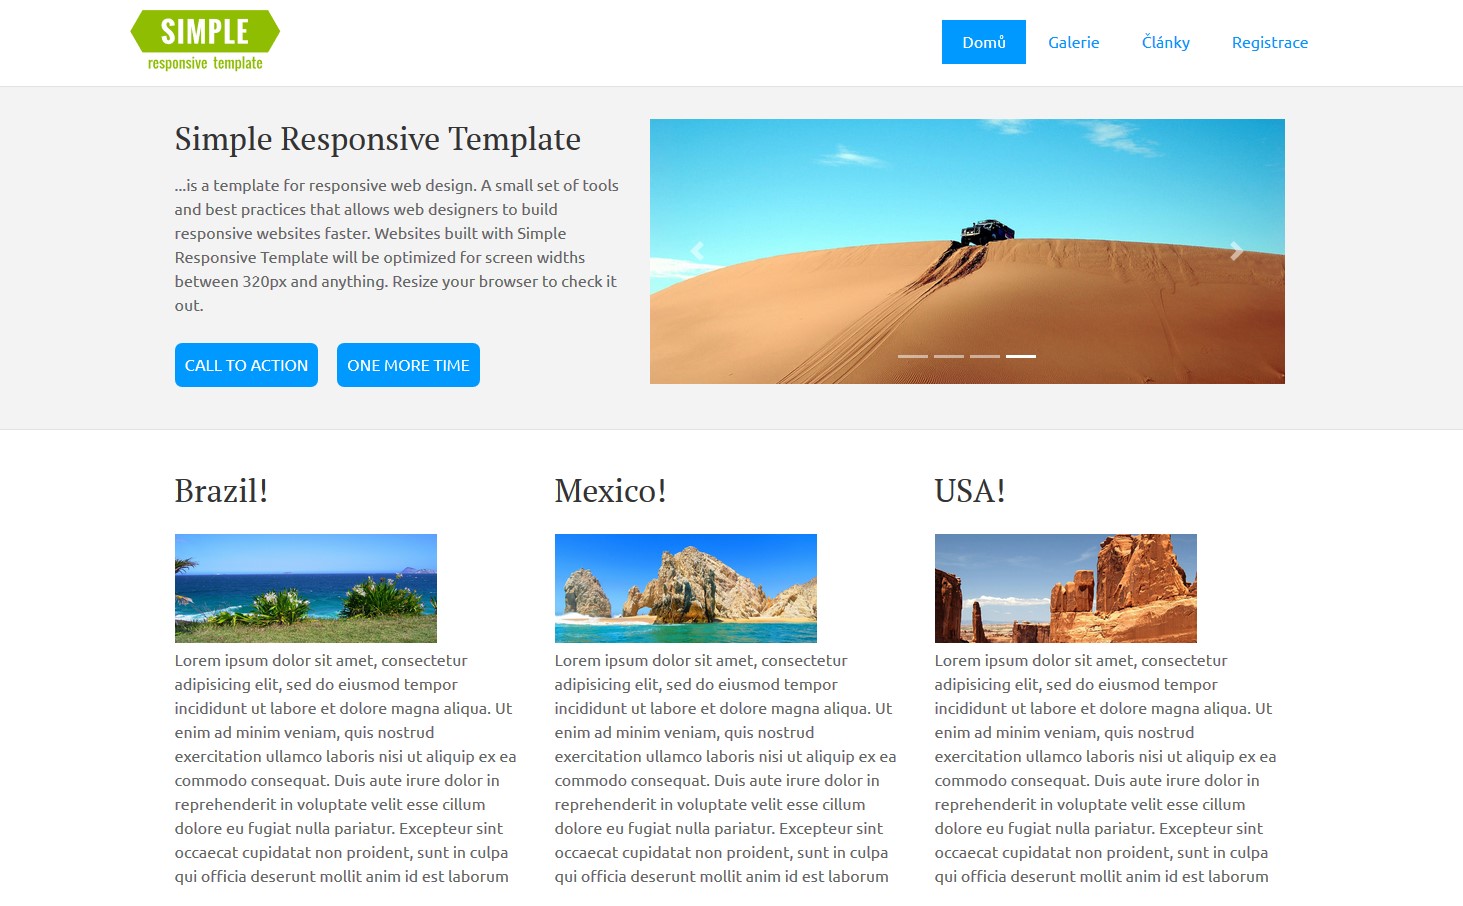 SIMPLE
responsive template
Domů
Galerie
Články
Registrace
Simple Responsive Template
...is a template for responsive web design. A small set of tools
and best practices that allows web designers to build
responsive websites faster. Websites built with Simple
Responsive Template will be optimized for screen widths
between 320px and anything. Resize your browser to check it
out.
CALL TO ACTION
ONE MORE TIME
Brazil!
Lorem ipsum dolor sit amet, consectetur
adipisicing elit, sed do eiusmod tempor
incididunt ut labore et dolore magna aliqua. Ut
enim ad minim veniam, quis nostrud
exercitation ullamco laboris nisi ut aliquip ex ea
commodo consequat. Duis aute irure dolor in
reprehenderit in voluptate velit esse cillum
dolore eu fugiat nulla pariatur. Excepteur sint
occaecat cupidatat non proident, sunt in culpa
qui officia deserunt mollit anim id est laborum
Mexico!
Lorem ipsum dolor sit amet, consectetur
adipisicing elit, sed do eiusmod tempor
incididunt ut labore et dolore magna aliqua. Ut
enim ad minim veniam, quis nostrud
exercitation ullamco laboris nisi ut aliquip ex ea
commodo consequat. Duis aute irure dolor in
reprehenderit in voluptate velit esse cillum
dolore eu fugiat nulla pariatur. Excepteur sint
occaecat cupidatat non proident, sunt in culpa
qui officia deserunt mollit anim id est laborum
USA!
Lorem ipsum dolor sit amet, consectetur
adipisicing elit, sed do eiusmod tempor
incididunt ut labore et dolore magna aliqua. Ut
enim ad minim veniam, quis nostrud
exercitation ullamco laboris nisi ut aliquip ex ea
commodo consequat. Duis aute irure dolor in
reprehenderit in voluptate velit esse cillum
dolore eu fugiat nulla pariatur. Excepteur sint
occaecat cupidatat non proident, sunt in culpa
qui officia deserunt mollit anim id est laborum